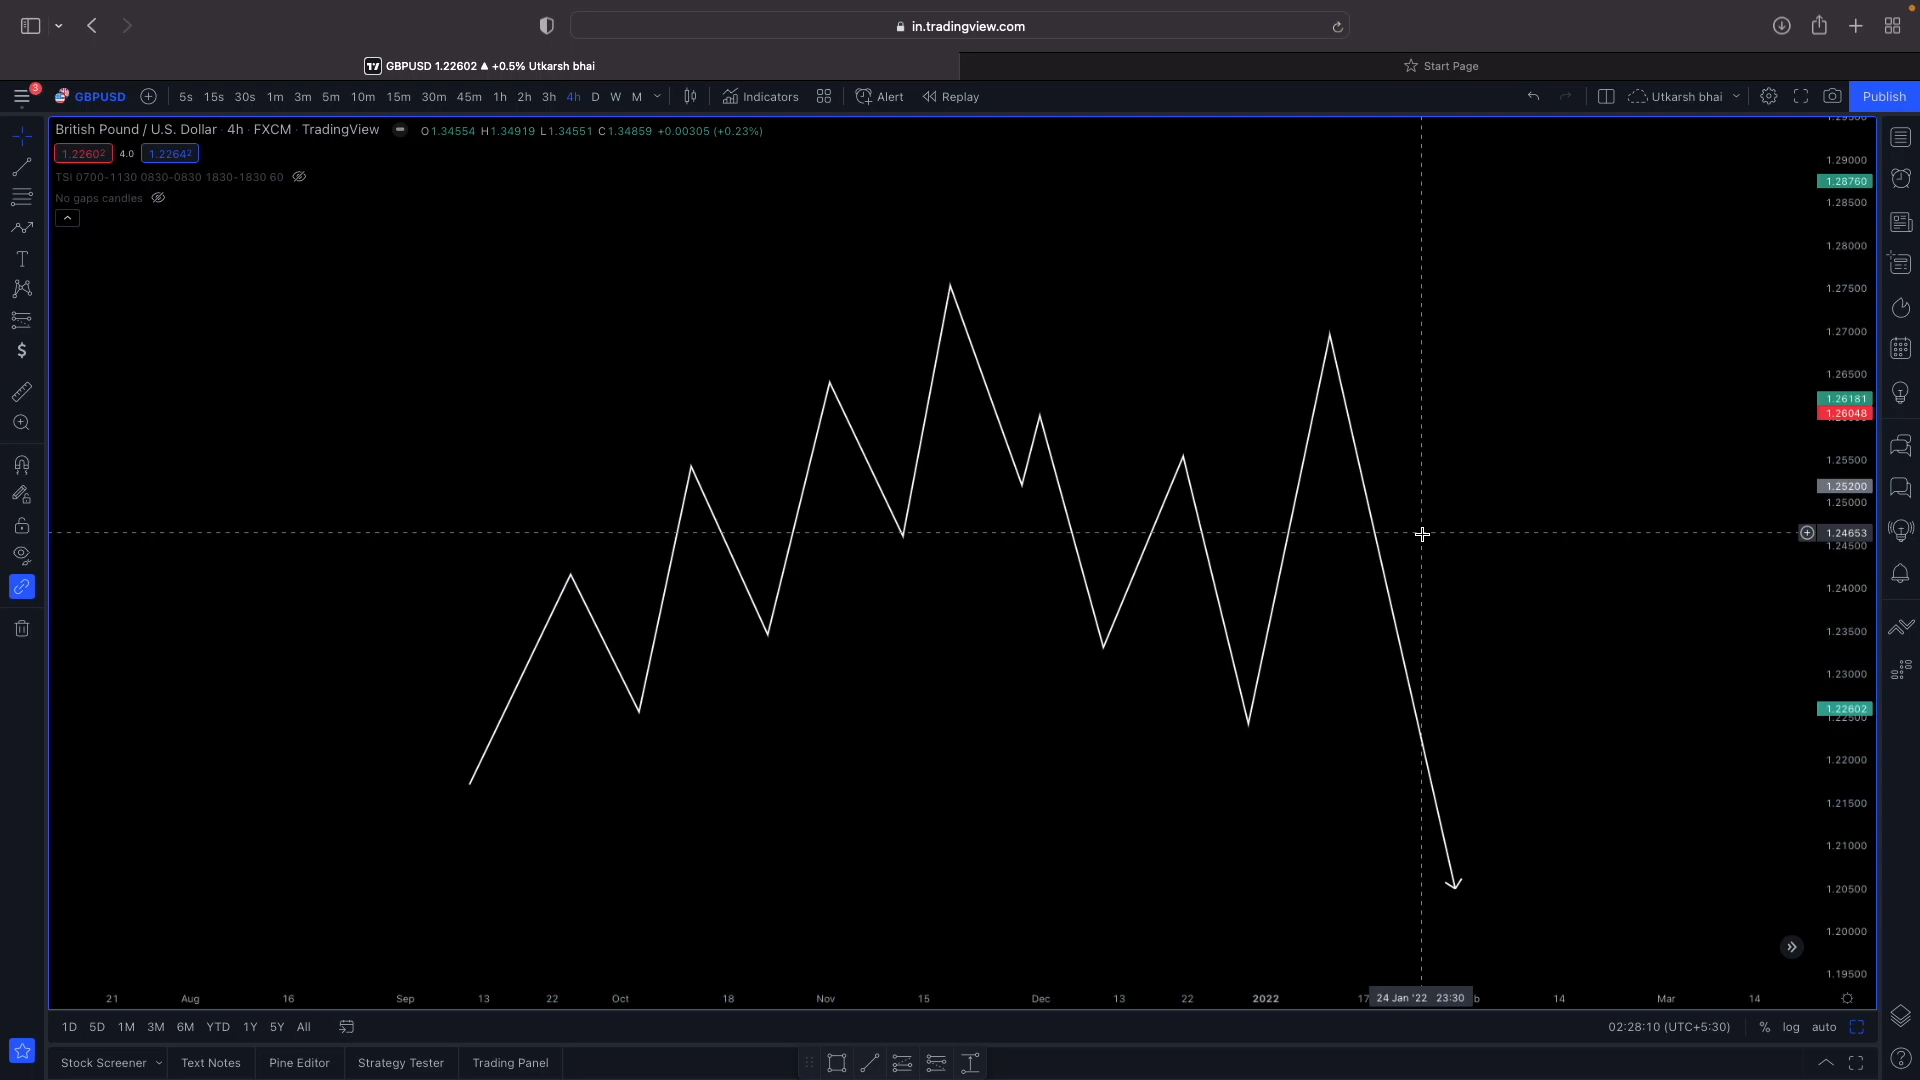 in.tradingview.com
GBPUSD 1.22602 ▲ +0.5% Utkarsh bhai
Start Page
3
GBPUSD 5s 15s 30s 1m 3m 5m 10m 15m 30m 45m 1h 2h 3h 4h D W M Indicators Alert Replay Utkarsh bhai Publish
British Pound / U.S. Dollar · 4h · FXCM · TradingView O1.34554 H1.34919 L1.34551 C1.34859 +0.00305 (+0.23%)
1.22602 4.0 1.22642
TSI 0700-1130 0830-0830 1830-1830 60
No gaps candles
1.29500
1.29000
1.28760
1.28500
1.28000
1.27500
1.27000
1.26500
1.26181
1.26048
1.25500
1.25200
1.25000
1.24653
1.24500
1.24000
1.23500
1.23000
1.22602
1.22500
1.22000
1.21500
1.21000
1.20500
1.20000
1.19500
21 Aug 16 Sep 13 22 Oct 18 Nov 15 Dec 13 22 2022 17 24 Jan '22 23:30 b 14 Mar 14
1D 5D 1M 3M 6M YTD 1Y 5Y All 02:28:10 (UTC+5:30) % log auto
Stock Screener Text Notes Pine Editor Strategy Tester Trading Panel